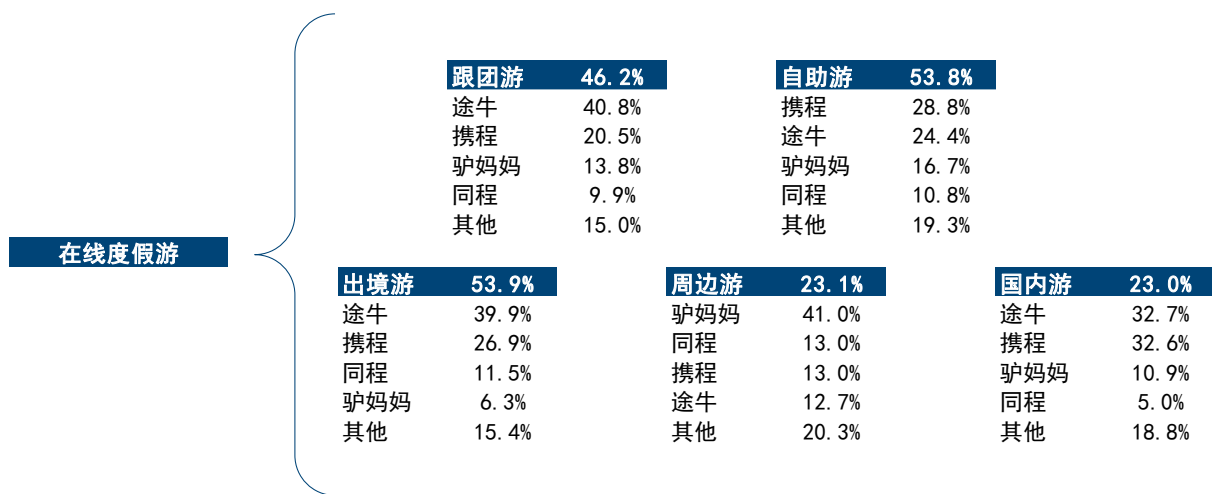 跟团游 46.2%
途牛 40.8%
携程 20.5%
驴妈妈 13.8%
同程 9.9%
其他 15.0%
自助游 53.8%
携程 28.8%
途牛 24.4%
驴妈妈 16.7%
同程 10.8%
其他 19.3%
在线度假游
出境游 53.9%
途牛 39.9%
携程 26.9%
同程 11.5%
驴妈妈 6.3%
其他 15.4%
周边游 23.1%
驴妈妈 41.0%
同程 13.0%
携程 13.0%
途牛 12.7%
其他 20.3%
国内游 23.0%
途牛 32.7%
携程 32.6%
驴妈妈 10.9%
同程 5.0%
其他 18.8%